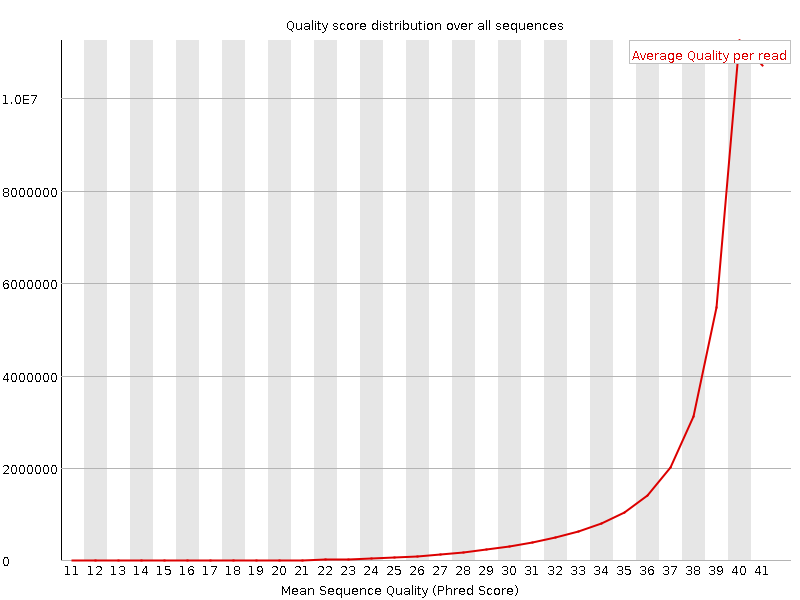 Quality score distribution over all sequences
Average Quality per read
1.0E7
8000000
6000000
4000000
2000000
0
11 12 13 14 15 16 17 18 19 20 21 22 23 24 25 26 27 28 29 30 31 32 33 34 35 36 37 38 39 40 41
Mean Sequence Quality (Phred Score)